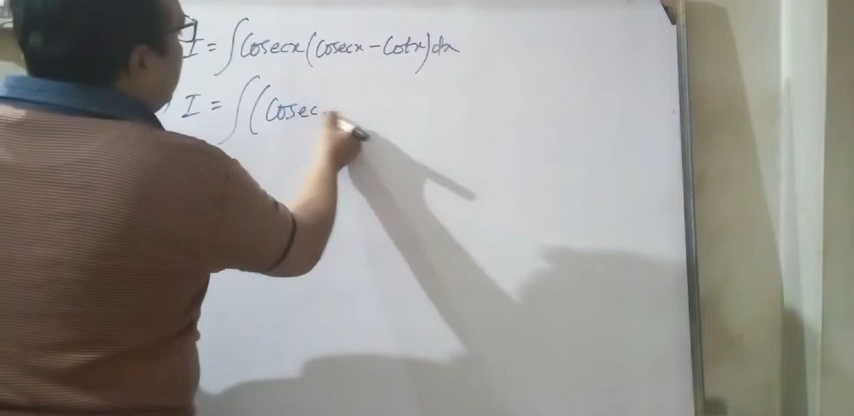 I = ∫Cosecx(Cosecx - Cotx)dx
I = ∫(Cosec